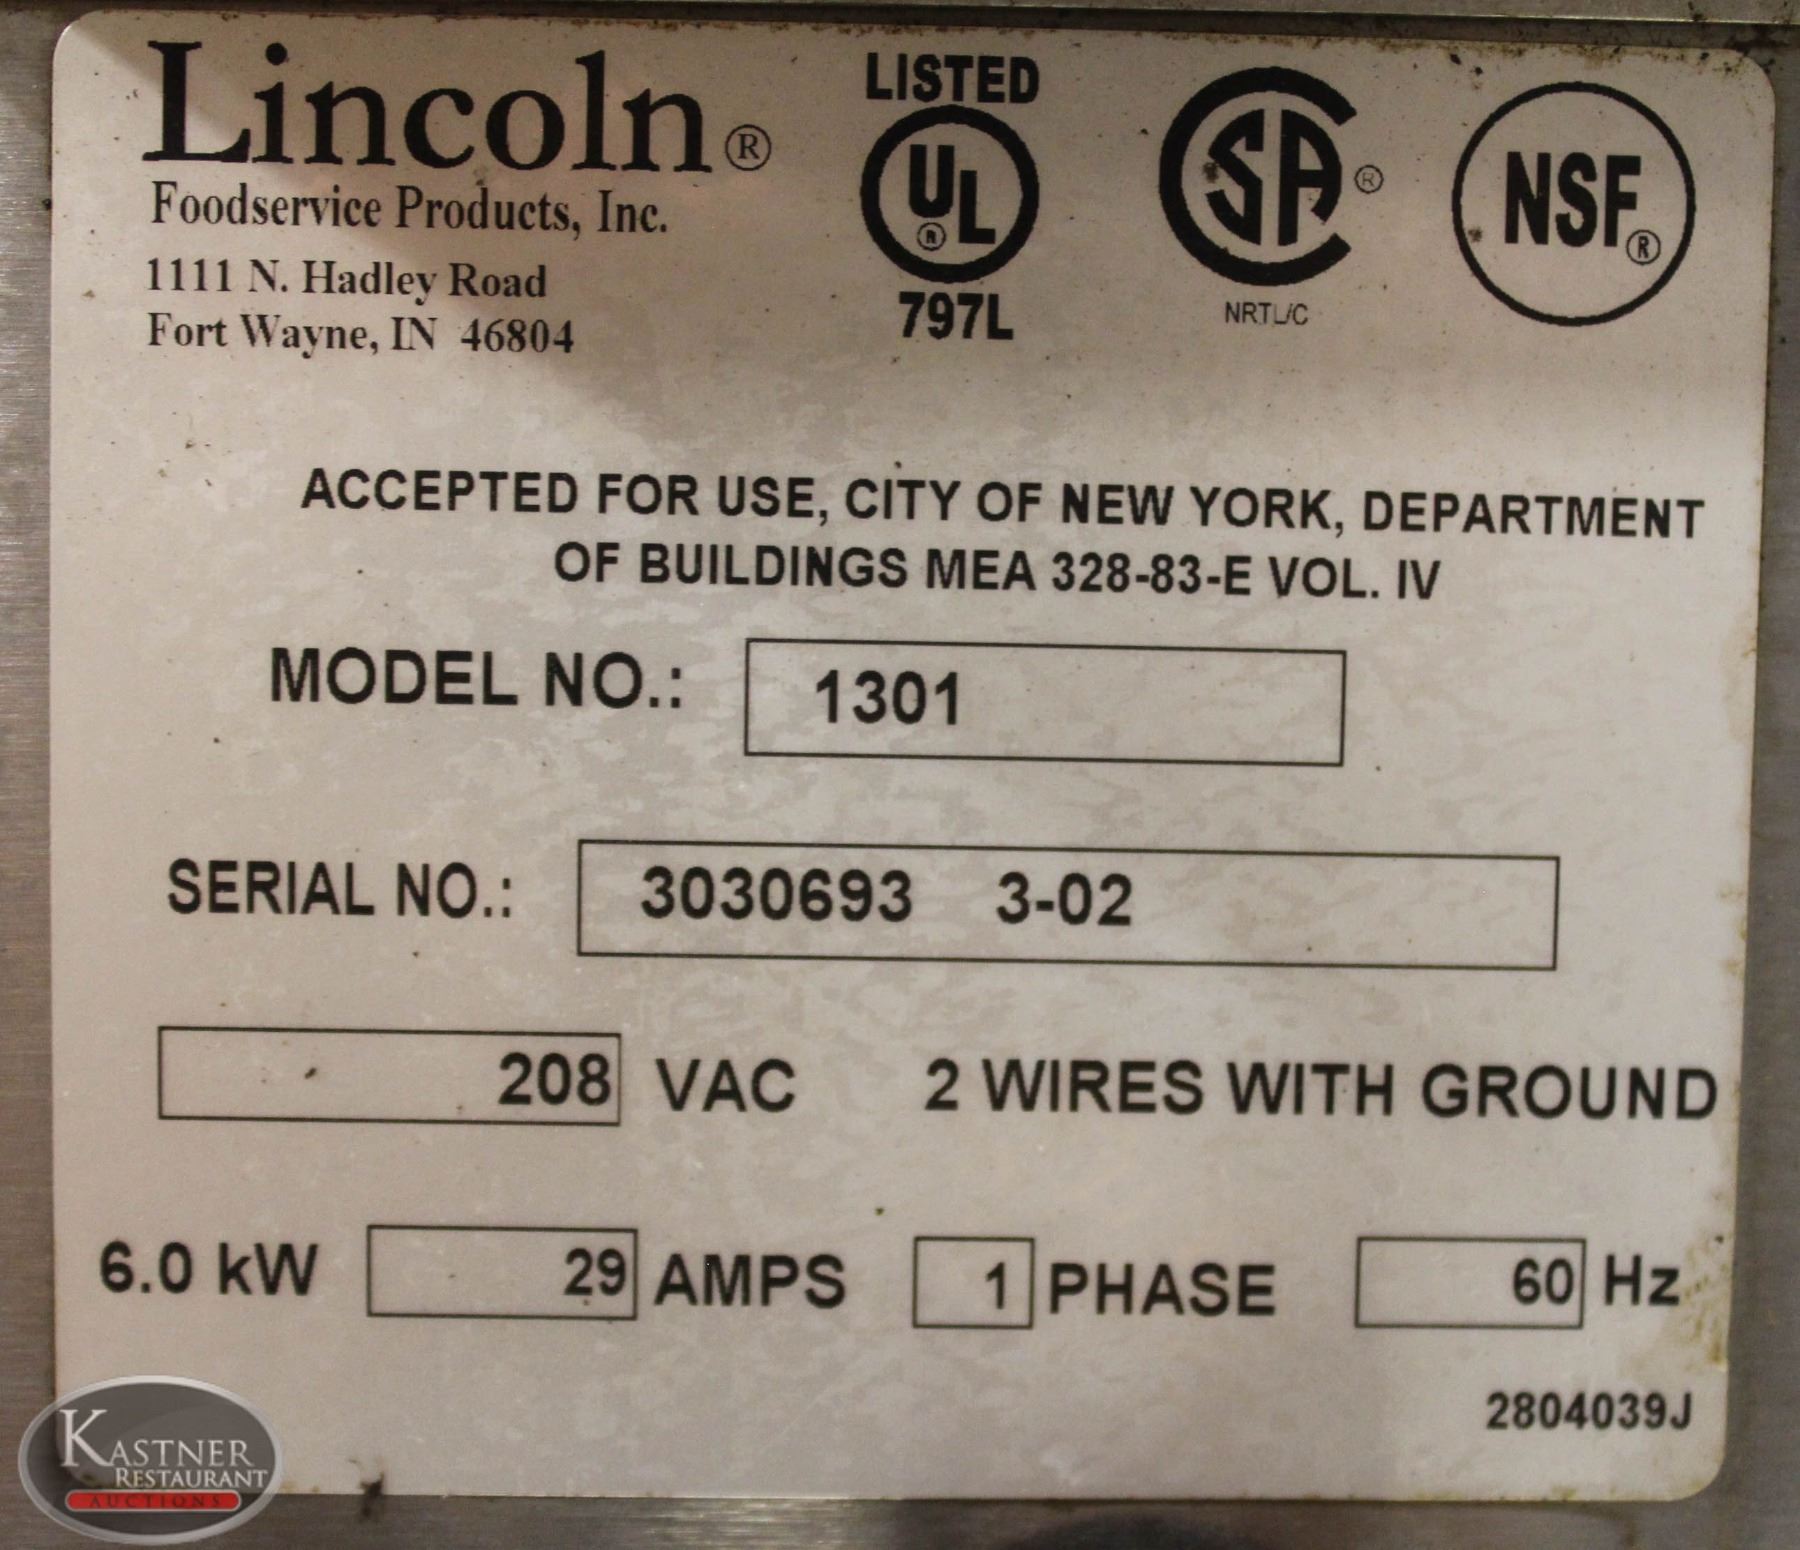 Lincoln®
Foodservice Products, Inc.
1111 N. Hadley Road
Fort Wayne, IN 46804
LISTED
UL®
797L
SA®
NRTL/C
NSF®
ACCEPTED FOR USE, CITY OF NEW YORK, DEPARTMENT
OF BUILDINGS MEA 328-83-E VOL. IV
MODEL NO.: 1301
SERIAL NO.: 3030693 3-02
208 VAC 2 WIRES WITH GROUND
6.0 kW 29 AMPS 1 PHASE 60 Hz
2804039J
KASTNER
RESTAURANT
AUCTIONS